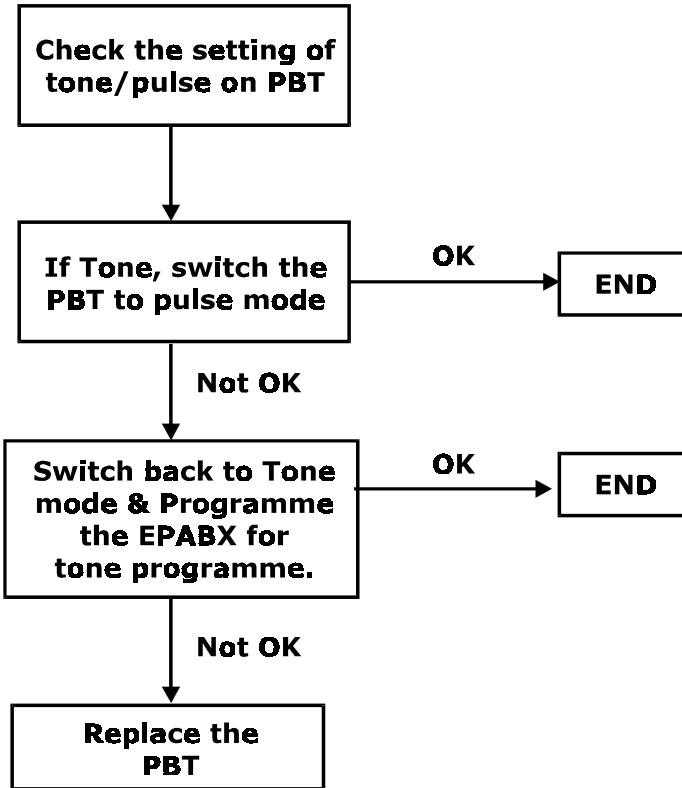 Check the setting of
tone/pulse on PBT
If Tone, switch the
PBT to pulse mode
OK
END
Not OK
Switch back to Tone
mode & Programme
the EPABX for
tone programme.
OK
END
Not OK
Replace the
PBT